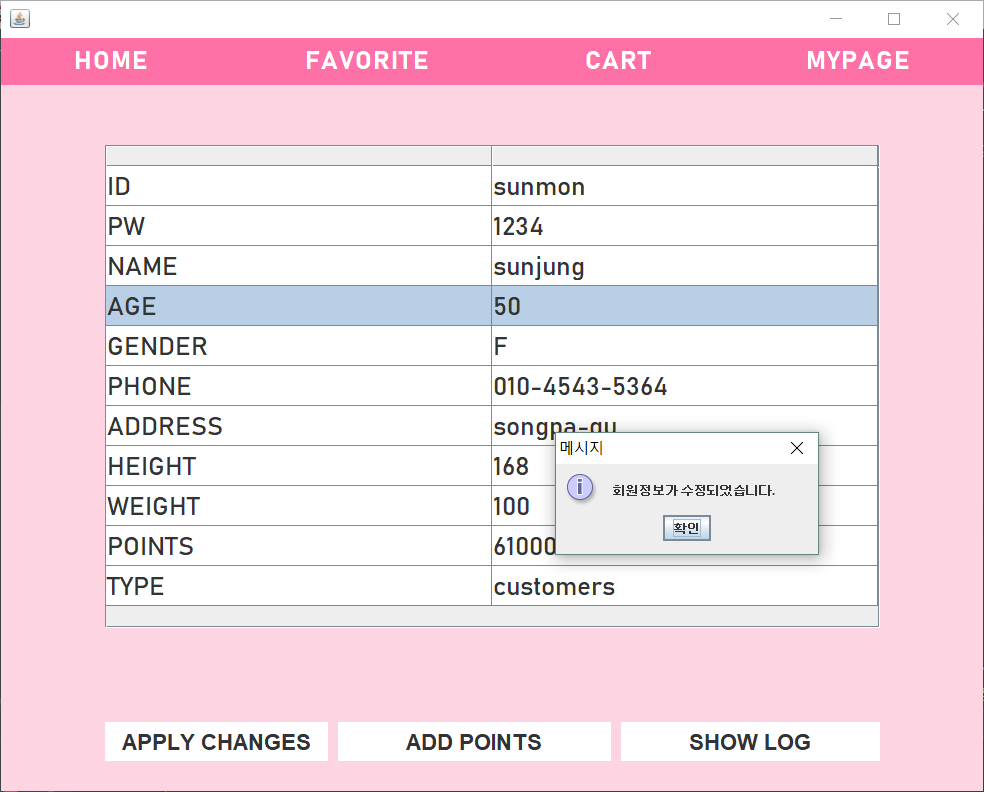 HOME FAVORITE CART MYPAGE
ID sunmon
PW 1234
NAME sunjung
AGE 50
GENDER F
PHONE 010-4543-5364
ADDRESS songpa-gu
메시지
HEIGHT 168
회원정보가 수정되었습니다.
WEIGHT 100
확인
POINTS 61000
TYPE customers
APPLY CHANGES ADD POINTS SHOW LOG